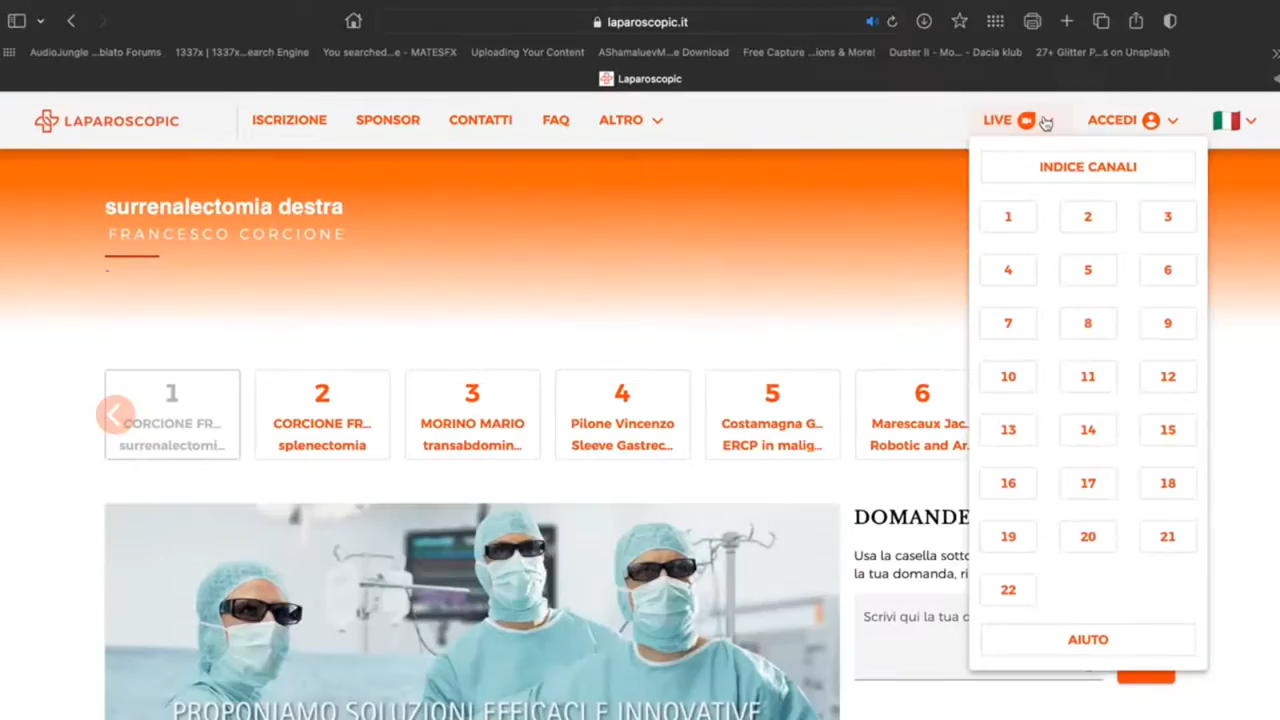 laparoscopic.it
AudioJungle ...blato Forums
1337x | 1337x...earch Engine
You searched...e - MATESFX
Uploading Your Content
AShamaluevM...e Download
Free Capture ...ions & More!
Duster II - Mo... - Dacia klub
27+ Glitter P...s on Unsplash
Laparoscopic
LAPAROSCOPIC
ISCRIZIONE
SPONSOR
CONTATTI
FAQ
ALTRO
LIVE
ACCEDI
INDICE CANALI
1 2 3
4 5 6
7 8 9
10 11 12
13 14 15
16 17 18
19 20 21
22
AIUTO
surrenalectomia destra
FRANCESCO CORCIONE
1
CORCIONE FR...
surrenalectomi...
2
CORCIONE FR...
splenectomia
3
MORINO MARIO
transabdomin...
4
Pilone Vincenzo
Sleeve Gastrec...
5
Costamagna G...
ERCP in malig...
6
Marescaux Jac...
Robotic and Ar...
PROPONIAMO SOLUZIONI EFFICACI E INNOVATIVE
DOMANDE
Usa la casella sotto
la tua domanda, ri
Scrivi qui la tua d